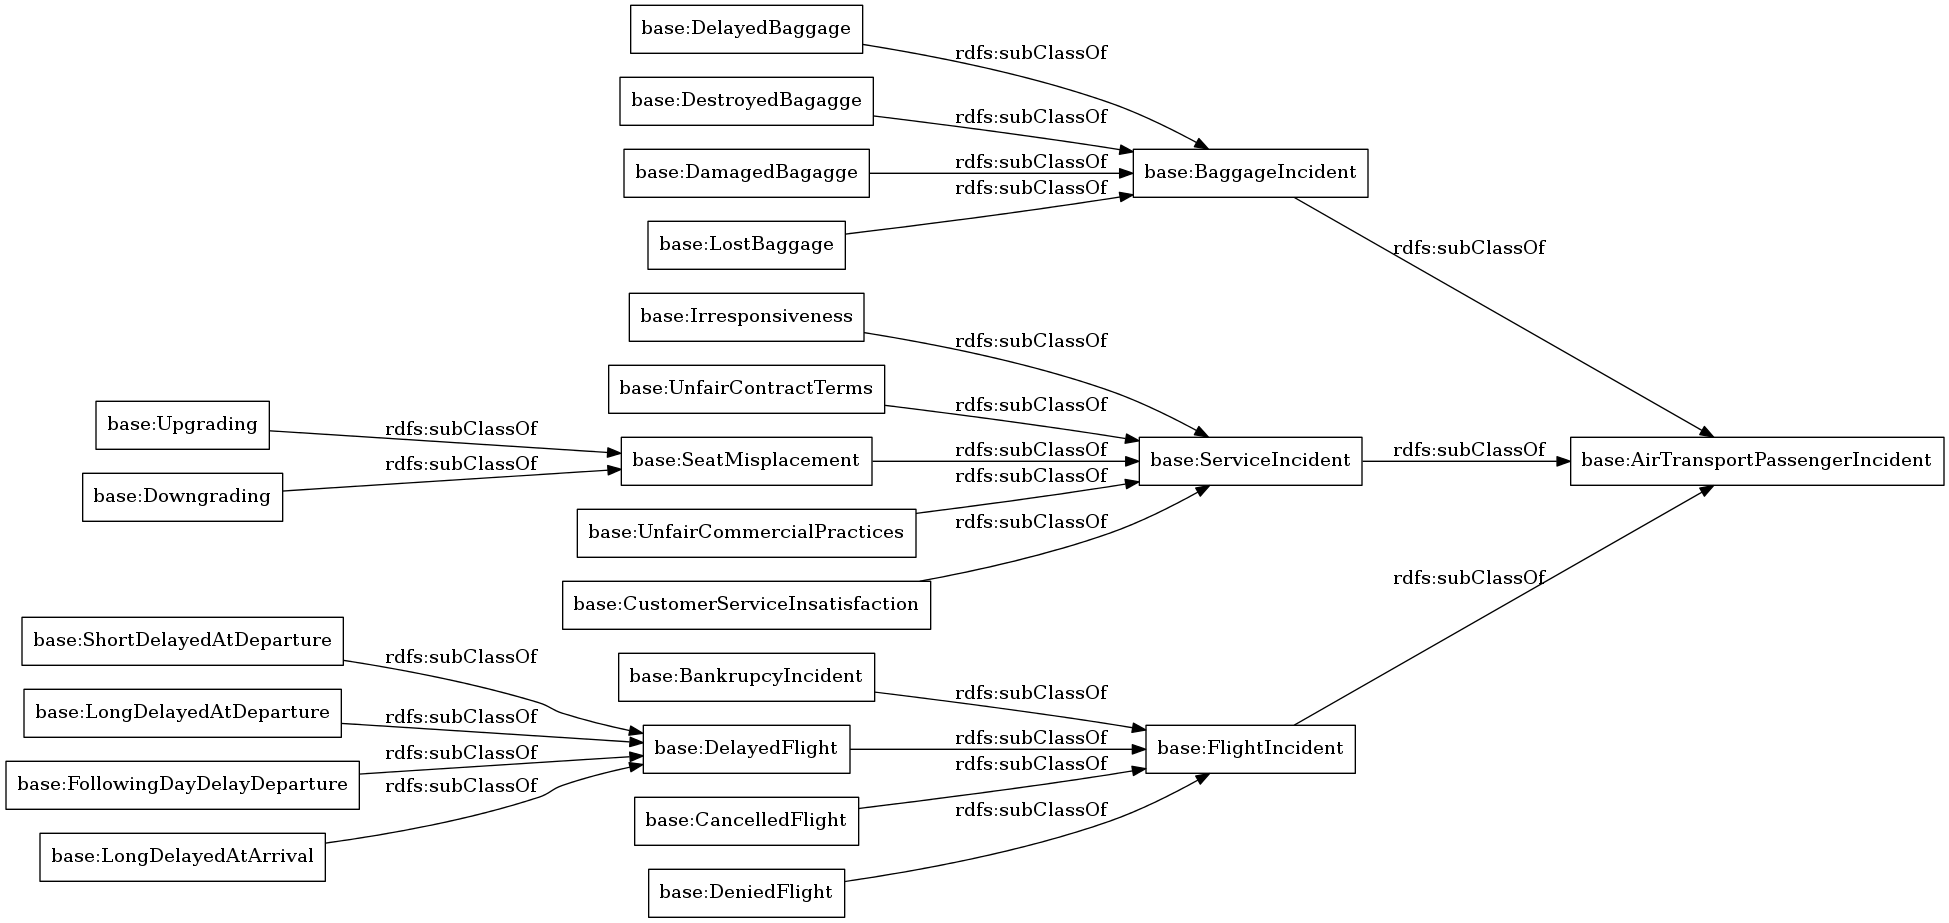 base:DelayedBaggage
rdfs:subClassOf
base:DestroyedBagagge
rdfs:subClassOf
base:DamagedBagagge
rdfs:subClassOf
base:BaggageIncident
rdfs:subClassOf
base:LostBaggage
rdfs:subClassOf
base:Irresponsiveness
rdfs:subClassOf
base:UnfairContractTerms
rdfs:subClassOf
base:Upgrading
rdfs:subClassOf
base:SeatMisplacement
rdfs:subClassOf
base:ServiceIncident
rdfs:subClassOf
base:AirTransportPassengerIncident
rdfs:subClassOf
base:Downgrading
rdfs:subClassOf
base:UnfairCommercialPractices
rdfs:subClassOf
base:CustomerServiceInsatisfaction
rdfs:subClassOf
base:ShortDelayedAtDeparture
rdfs:subClassOf
base:BankrupcyIncident
rdfs:subClassOf
base:LongDelayedAtDeparture
rdfs:subClassOf
base:DelayedFlight
rdfs:subClassOf
base:FlightIncident
rdfs:subClassOf
base:FollowingDayDelayDeparture
rdfs:subClassOf
base:CancelledFlight
rdfs:subClassOf
base:LongDelayedAtArrival
rdfs:subClassOf
base:DeniedFlight